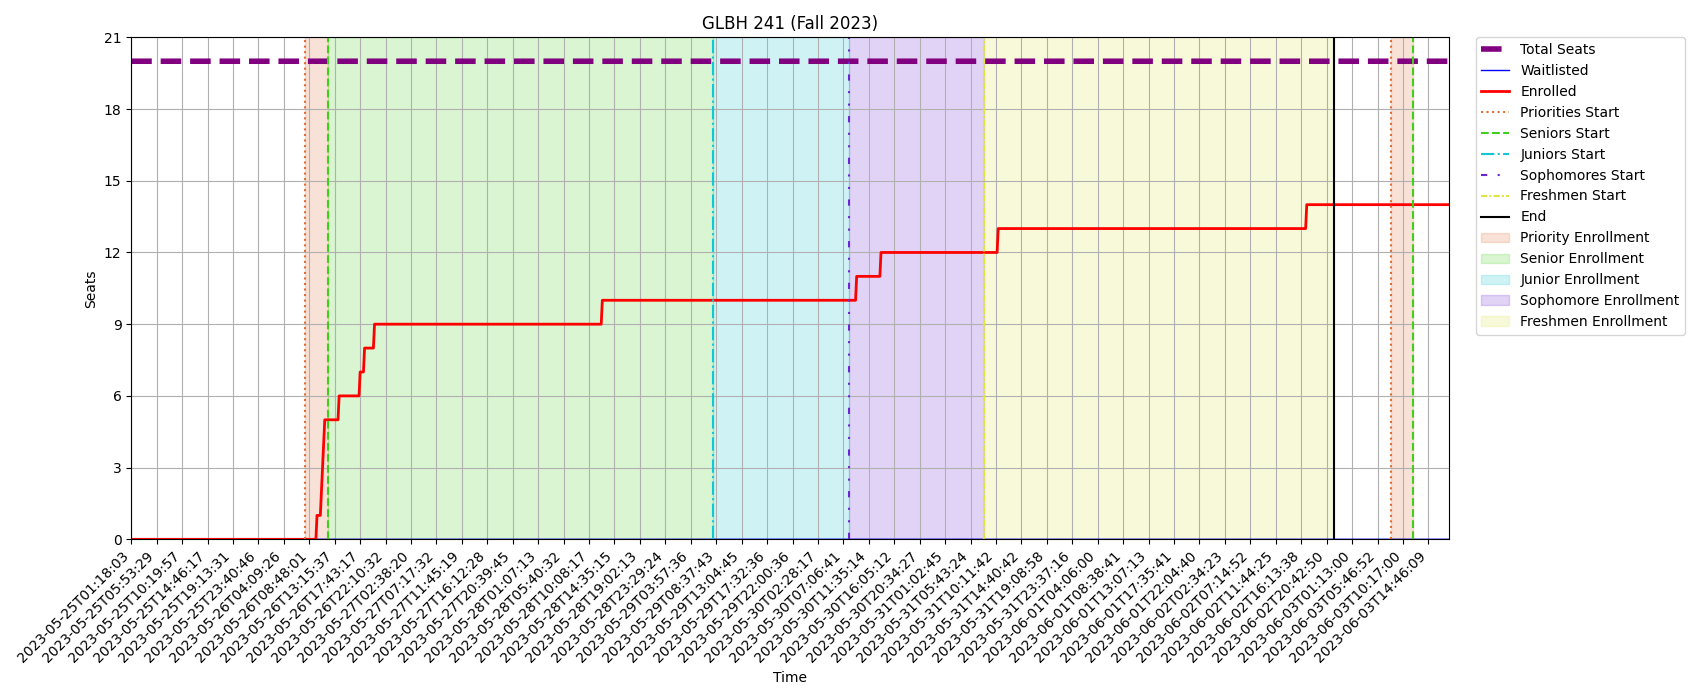 GLBH 241 (Fall 2023)
21
18
15
12
9
6
3
0
Seats
2023-05-25T01:18:03
2023-05-25T05:53:29
2023-05-25T10:19:57
2023-05-25T14:46:17
2023-05-25T19:13:31
2023-05-25T23:40:46
2023-05-26T04:09:26
2023-05-26T08:48:01
2023-05-26T13:15:37
2023-05-26T17:43:17
2023-05-26T22:10:32
2023-05-27T02:38:20
2023-05-27T07:17:32
2023-05-27T11:45:19
2023-05-27T16:12:28
2023-05-27T20:39:45
2023-05-28T01:07:13
2023-05-28T05:40:32
2023-05-28T10:08:17
2023-05-28T14:35:15
2023-05-28T19:02:13
2023-05-28T23:29:24
2023-05-29T03:57:36
2023-05-29T08:37:43
2023-05-29T13:04:45
2023-05-29T17:32:36
2023-05-29T22:00:36
2023-05-30T02:28:17
2023-05-30T07:06:41
2023-05-30T11:35:14
2023-05-30T16:05:12
2023-05-30T20:34:27
2023-05-31T01:02:45
2023-05-31T05:43:24
2023-05-31T10:11:42
2023-05-31T14:40:42
2023-05-31T19:08:58
2023-05-31T23:37:16
2023-06-01T04:06:00
2023-06-01T08:38:41
2023-06-01T13:07:13
2023-06-01T17:35:41
2023-06-01T22:04:40
2023-06-02T02:34:23
2023-06-02T07:14:52
2023-06-02T11:44:25
2023-06-02T16:13:38
2023-06-02T20:42:50
2023-06-03T01:13:00
2023-06-03T05:46:52
2023-06-03T10:17:00
2023-06-03T14:46:09
Time
Total Seats
Waitlisted
Enrolled
Priorities Start
Seniors Start
Juniors Start
Sophomores Start
Freshmen Start
End
Priority Enrollment
Senior Enrollment
Junior Enrollment
Sophomore Enrollment
Freshmen Enrollment